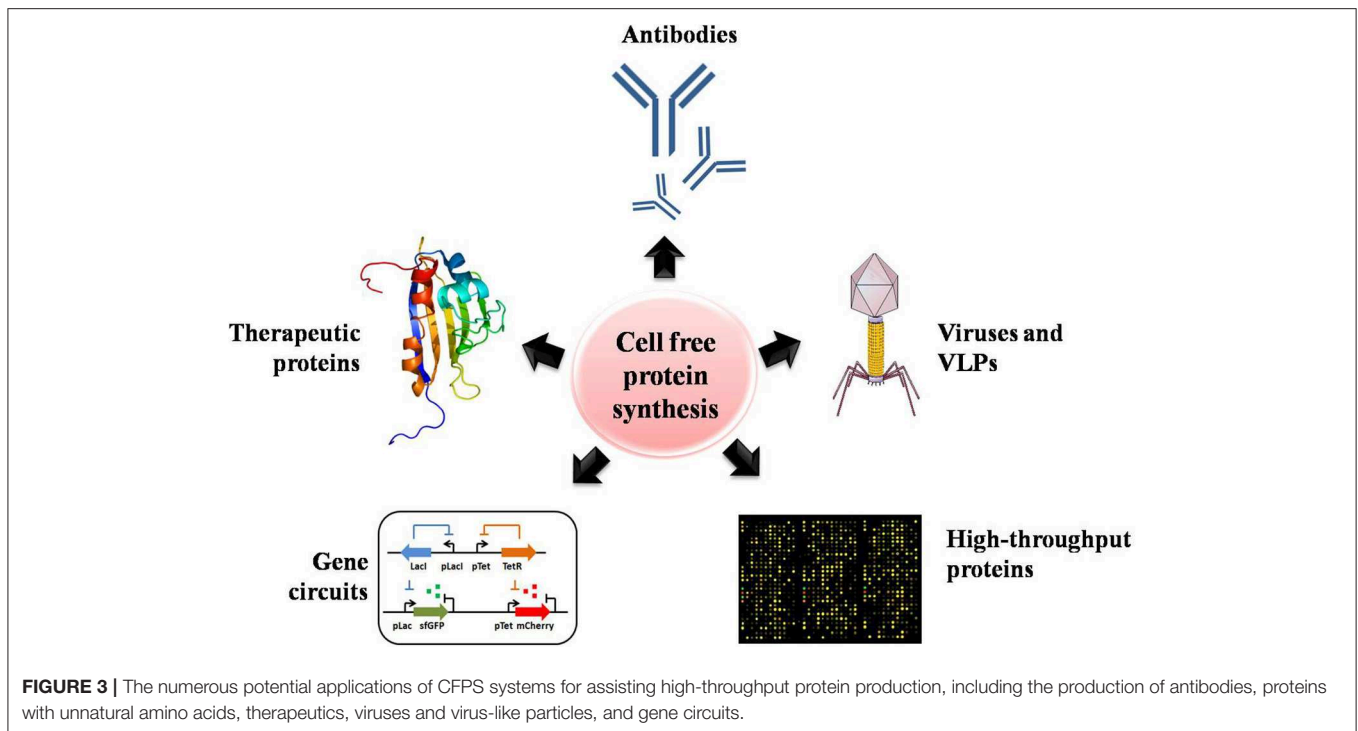 Antibodies
Therapeutic
proteins
Cell free
protein
synthesis
Viruses and
VLPs
Gene
circuits
LacI pLacI pTet TetR
pLac sfGFP pTet mCherry
High-throughput
proteins
FIGURE 3 | The numerous potential applications of CFPS systems for assisting high-throughput protein production, including the production of antibodies, proteins
with unnatural amino acids, therapeutics, viruses and virus-like particles, and gene circuits.